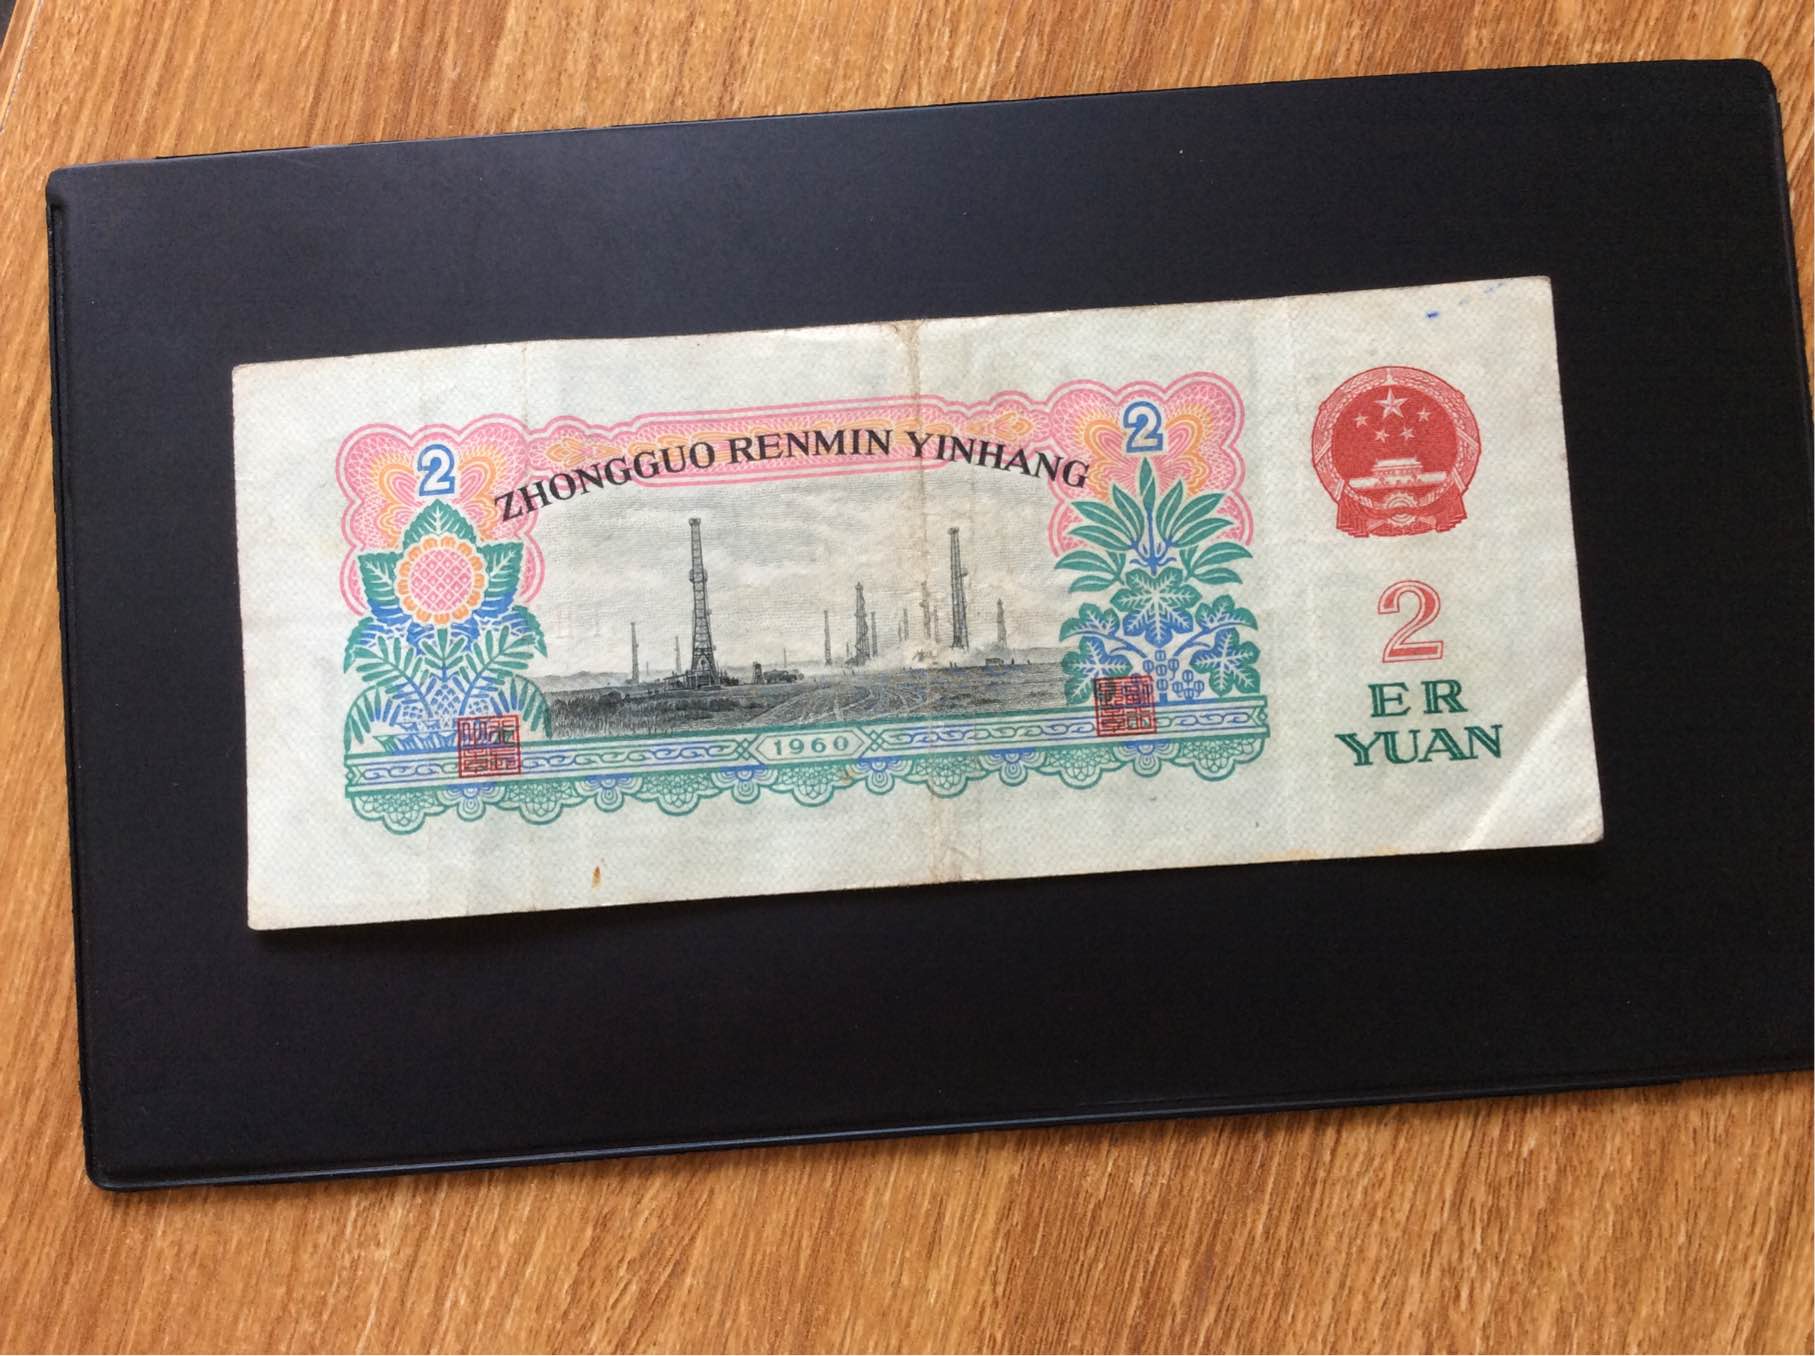 2
ZHONGGUO RENMIN YINHANG
2
1960
2
ER
YUAN